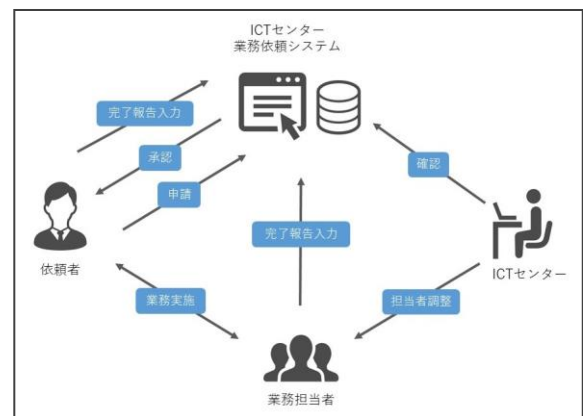 ICTセンター
業務依頼システム
完了報告入力
承認
申請
確認
依頼者
完了報告入力
ICTセンター
業務実施
担当者調整
業務担当者